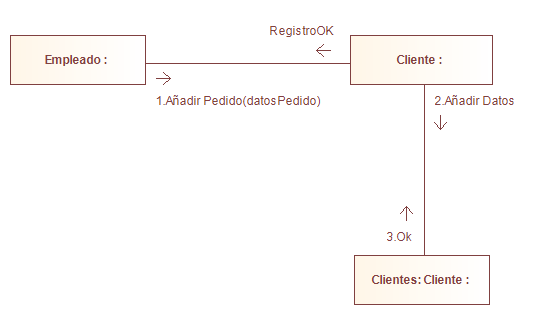 RegistroOK
Empleado :
Cliente :
1.Añadir Pedido(datosPedido)
2.Añadir Datos
3.Ok
Clientes: Cliente :